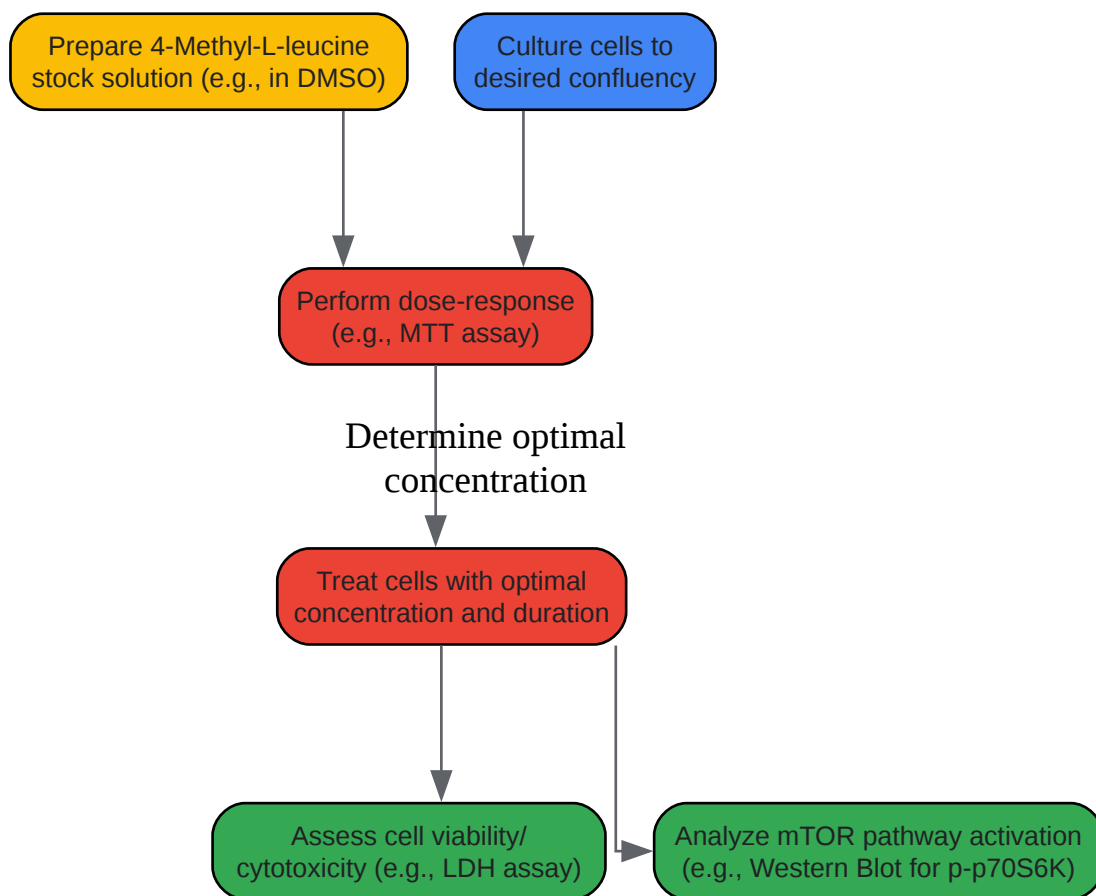 Prepare 4-Methyl-L-leucine
stock solution (e.g., in DMSO)
Culture cells to
desired confluency
Perform dose-response
(e.g., MTT assay)
Determine optimal
concentration
Treat cells with optimal
concentration and duration
Assess cell viability/
cytotoxicity (e.g., LDH assay)
Analyze mTOR pathway activation
(e.g., Western Blot for p-p70S6K)